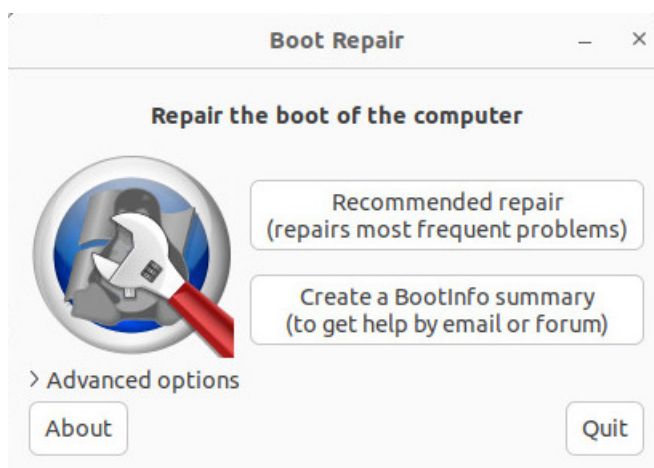 Boot Repair
Repair the boot of the computer
Recommended repair
(repairs most frequent problems)
Create a BootInfo summary
(to get help by email or forum)
Advanced options
About
Quit